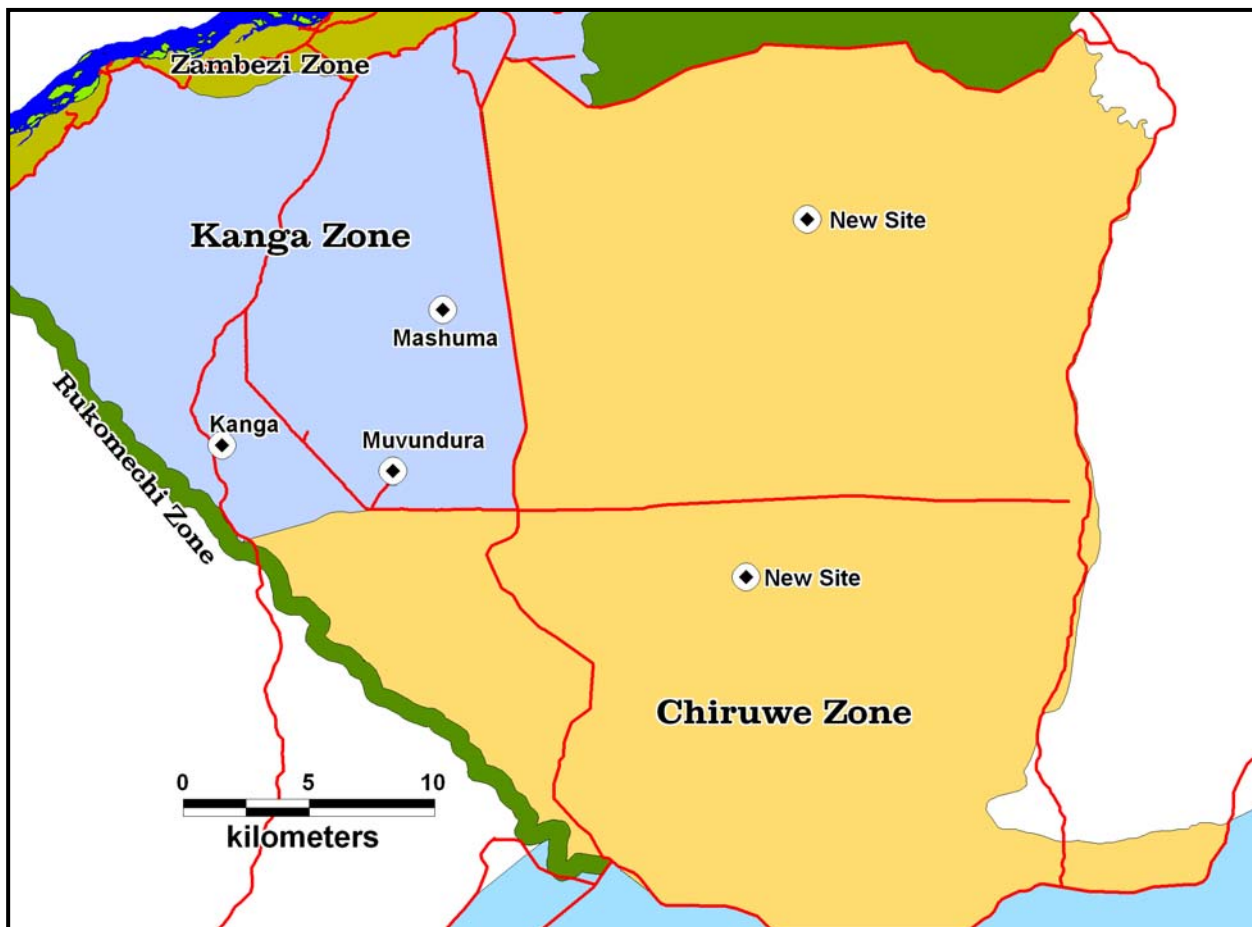 Zambezi Zone
New Site
Kanga Zone
Mashuma
Kanga
Muvundura
Rukomechi Zone
New Site
Chiruwe Zone
0 5 10
kilometers